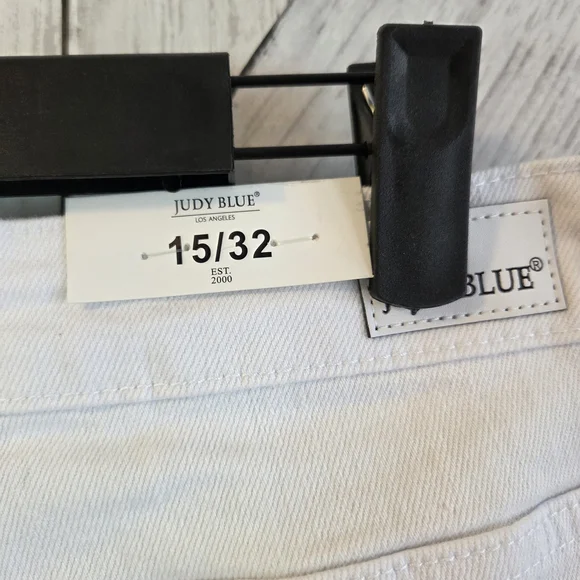 JUDY BLUE®
LOS ANGELES
15/32
EST.
2000
BLUE®